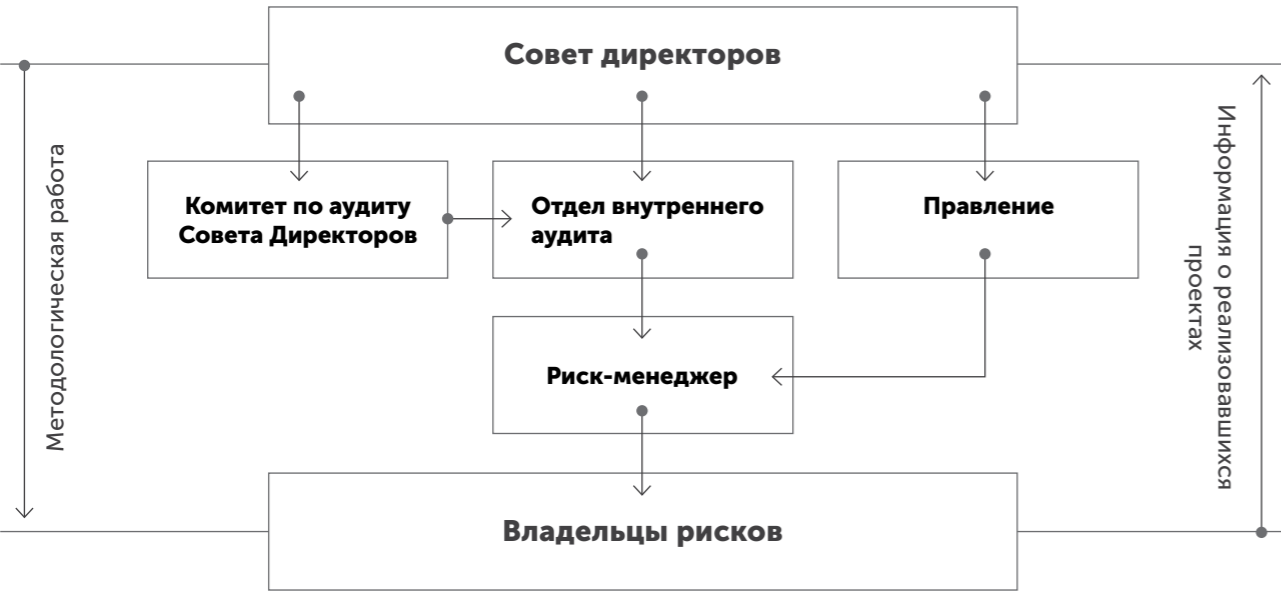 Совет директоров
Методологическая работа
Комитет по аудиту
Совета Директоров
Отдел внутреннего
аудита
Правление
Информация о реализовавшихся
проектах
Риск-менеджер
Владельцы рисков